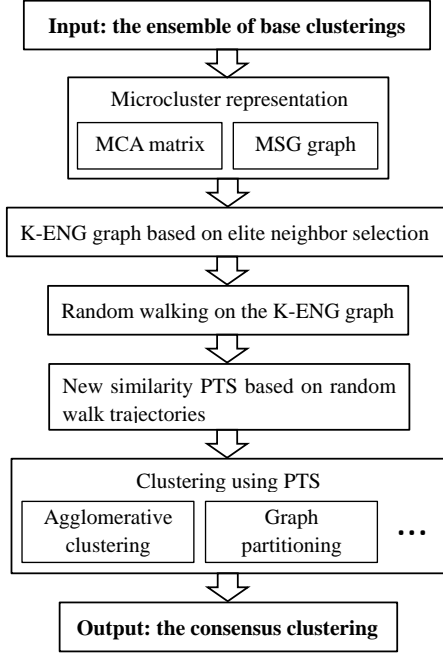 Input: the ensemble of base clusterings
Microcluster representation
MCA matrix
MSG graph
K-ENG graph based on elite neighbor selection
Random walking on the K-ENG graph
New similarity PTS based on random
walk trajectories
Clustering using PTS
Agglomerative
clustering
Graph
partitioning
...
Output: the consensus clustering